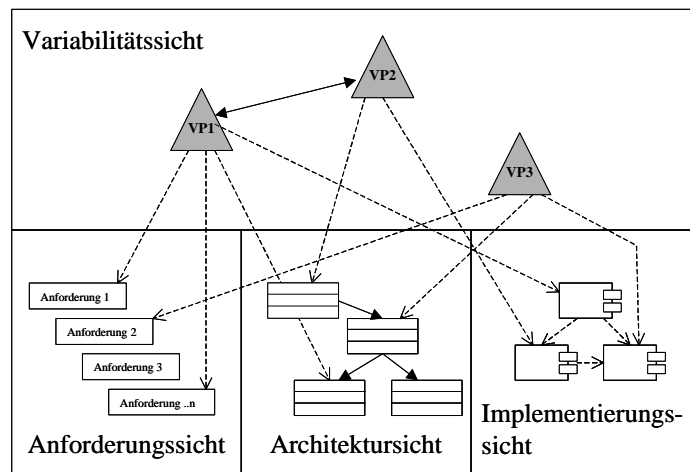 Variabilitätssicht
VP2
VP1
VP3
Anforderung 1
Anforderung 2
Anforderung 3
Anforderung ..n
Anforderungssicht
Architektursicht
Implementierungs-
sicht